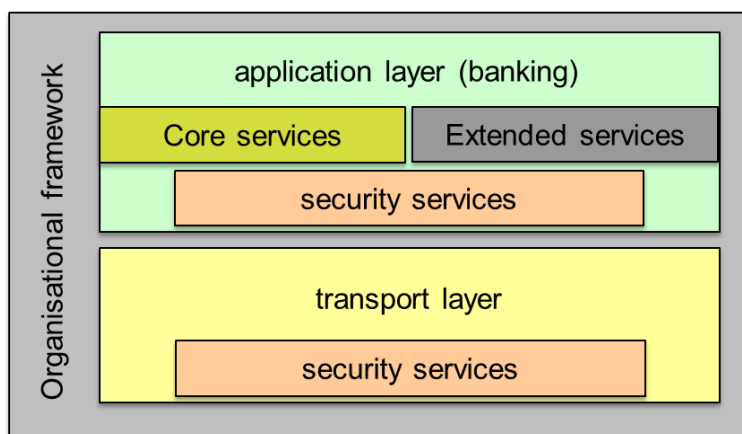 Organisational framework
application layer (banking)
Core services
Extended services
security services
transport layer
security services